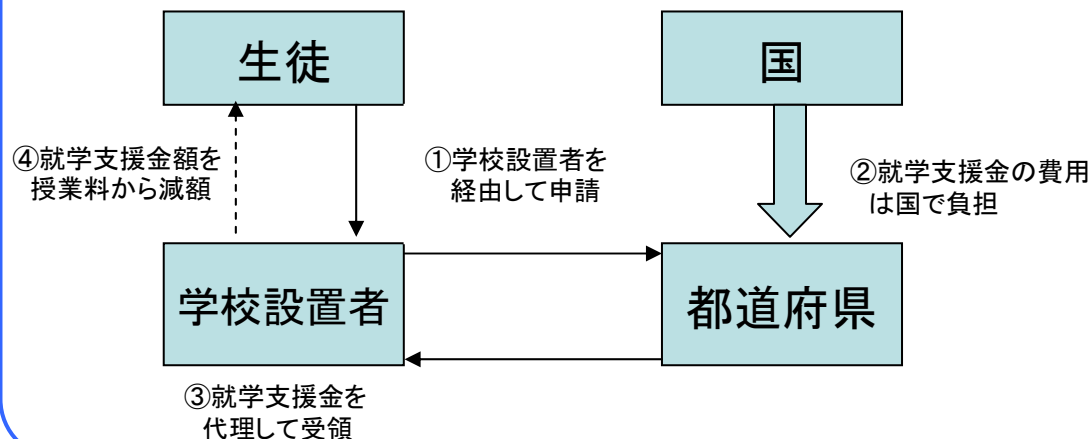 生徒
国
④就学支援金額を
授業料から減額
①学校設置者を
経由して申請
②就学支援金の費用
は国で負担
学校設置者
都道府県
③就学支援金を
代理して受領